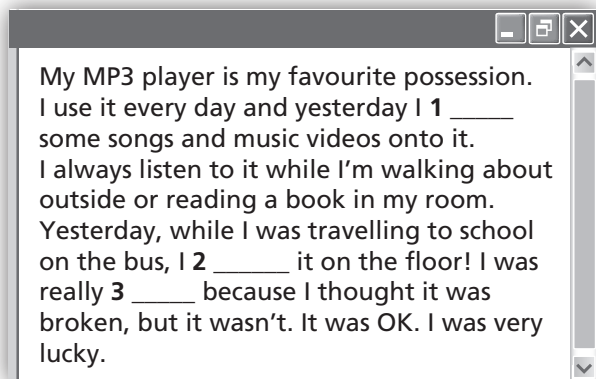 My MP3 player is my favourite possession.
I use it every day and yesterday I 1 _____
some songs and music videos onto it.
I always listen to it while I’m walking about
outside or reading a book in my room.
Yesterday, while I was travelling to school
on the bus, I 2 ______ it on the floor! I was
really 3 _____ because I thought it was
broken, but it wasn’t. It was OK. I was very
lucky.